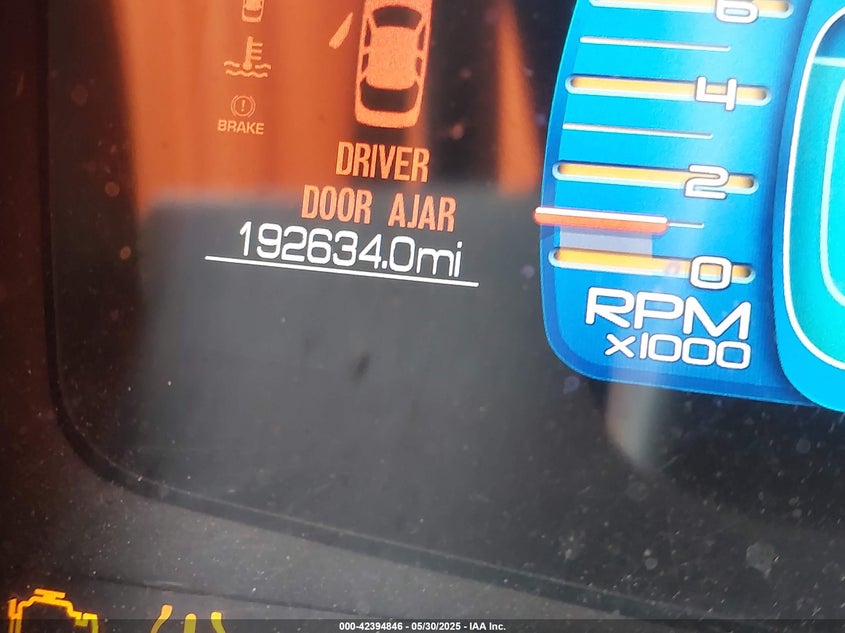 BRAKE
DRIVER
DOOR AJAR
192634.0mi
6
4
2
0
RPM
x1000
000-42394846 - 05/30/2025 - IAA Inc.